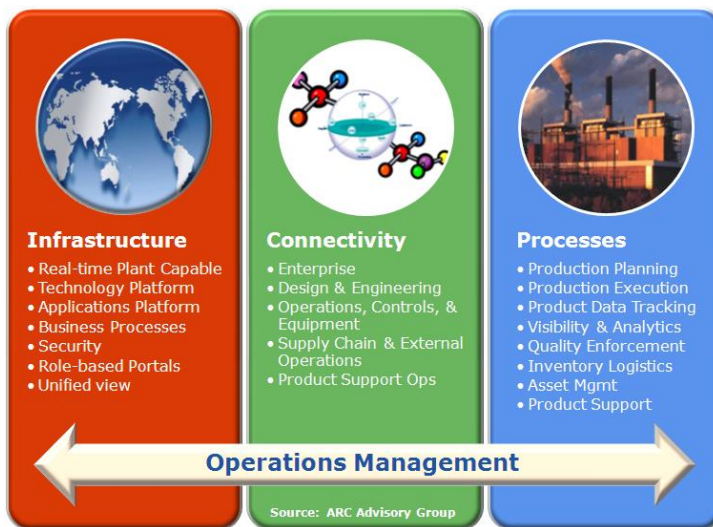 Infrastructure
• Real-time Plant Capable
• Technology Platform
• Applications Platform
• Business Processes
• Security
• Role-based Portals
• Unified view
Connectivity
• Enterprise
• Design & Engineering
• Operations, Controls, &
Equipment
• Supply Chain & External
Operations
• Product Support Ops
Processes
• Production Planning
• Production Execution
• Product Data Tracking
• Visibility & Analytics
• Quality Enforcement
• Inventory Logistics
• Asset Mgmt
• Product Support
Operations Management
Source: ARC Advisory Group